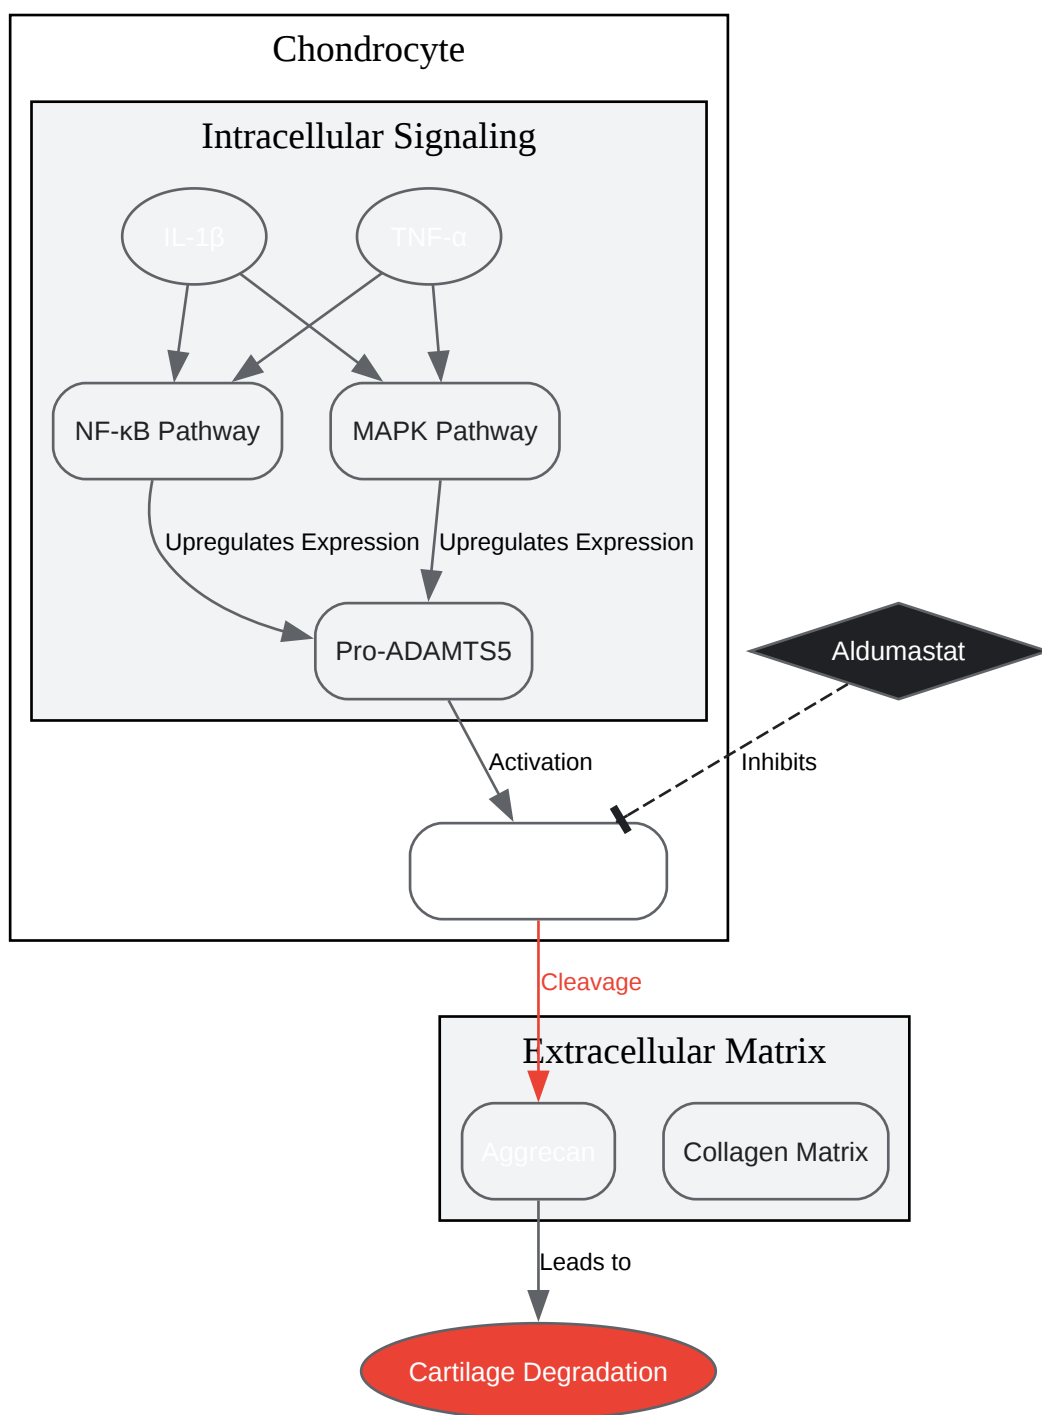 Chondrocyte
Intracellular Signaling
IL-1β
TNF-α
NF-κB Pathway
MAPK Pathway
Upregulates Expression
Upregulates Expression
Pro-ADAMTS5
Aldumastat
Activation
Inhibits
Cleavage
Extracellular Matrix
Aggrecan
Collagen Matrix
Leads to
Cartilage Degradation